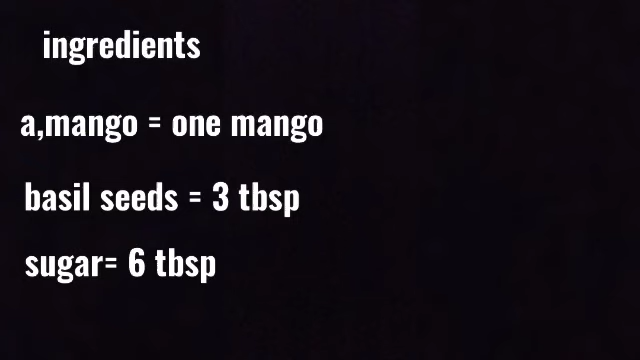 ingredients
a,mango = one mango
basil seeds = 3 tbsp
sugar= 6 tbsp